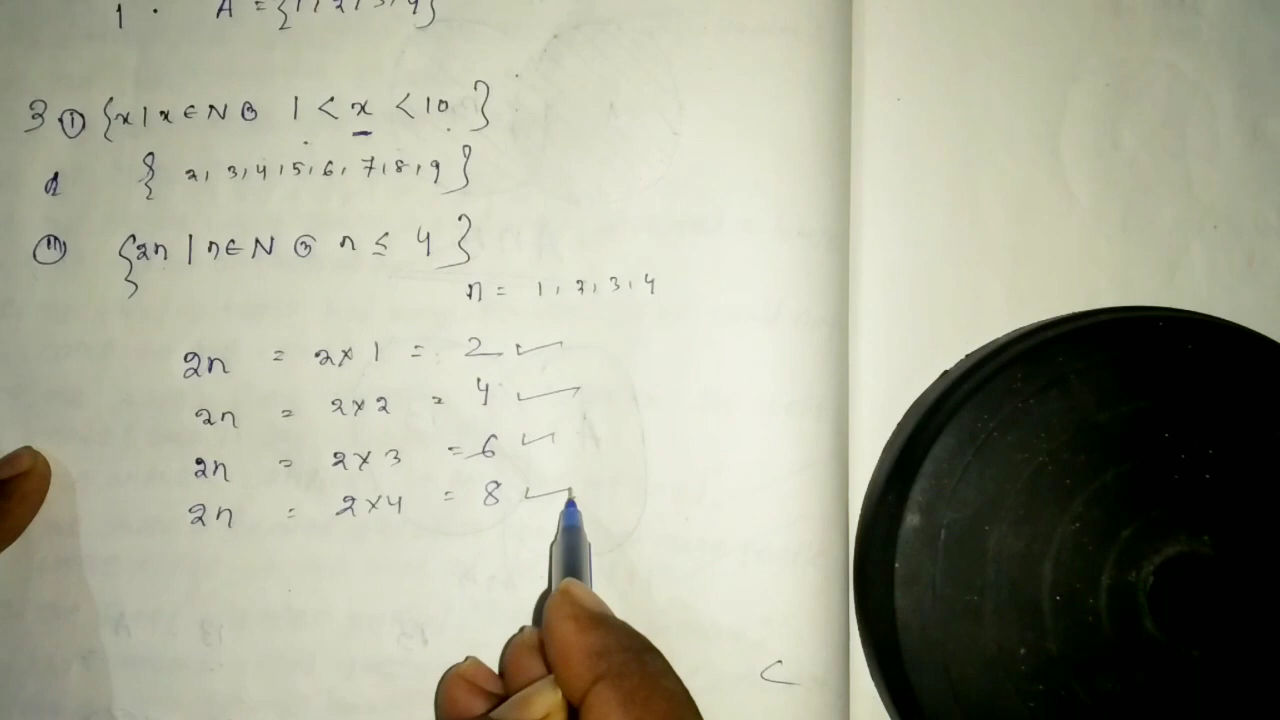 1. A = {1, 2, 3, 4}
3 ① {x | x ∈ N ও 1 < x < 10}
{2, 3, 4, 5, 6, 7, 8, 9}
{2n | n ∈ N ও n ≤ 4}
n = 1, 2, 3, 4
2n = 2×1 = 2 ✓
2n = 2×2 = 4 ✓
2n = 2×3 = 6 ✓
2n = 2×4 = 8 ✓